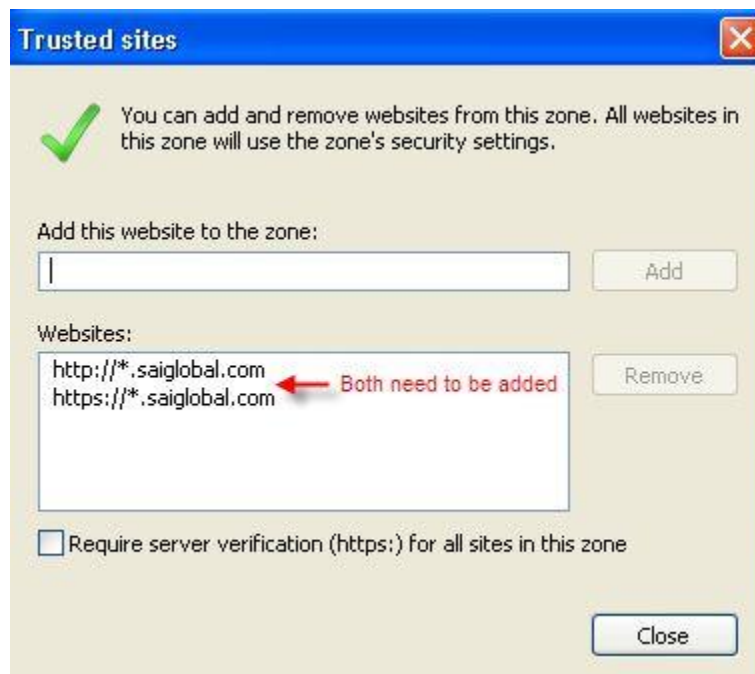 Trusted sites
You can add and remove websites from this zone. All websites in
this zone will use the zone's security settings.
Add this website to the zone:
Add
Websites:
http://*.saiglobal.com
https://*.saiglobal.com
Both need to be added
Remove
Require server verification (https:) for all sites in this zone
Close